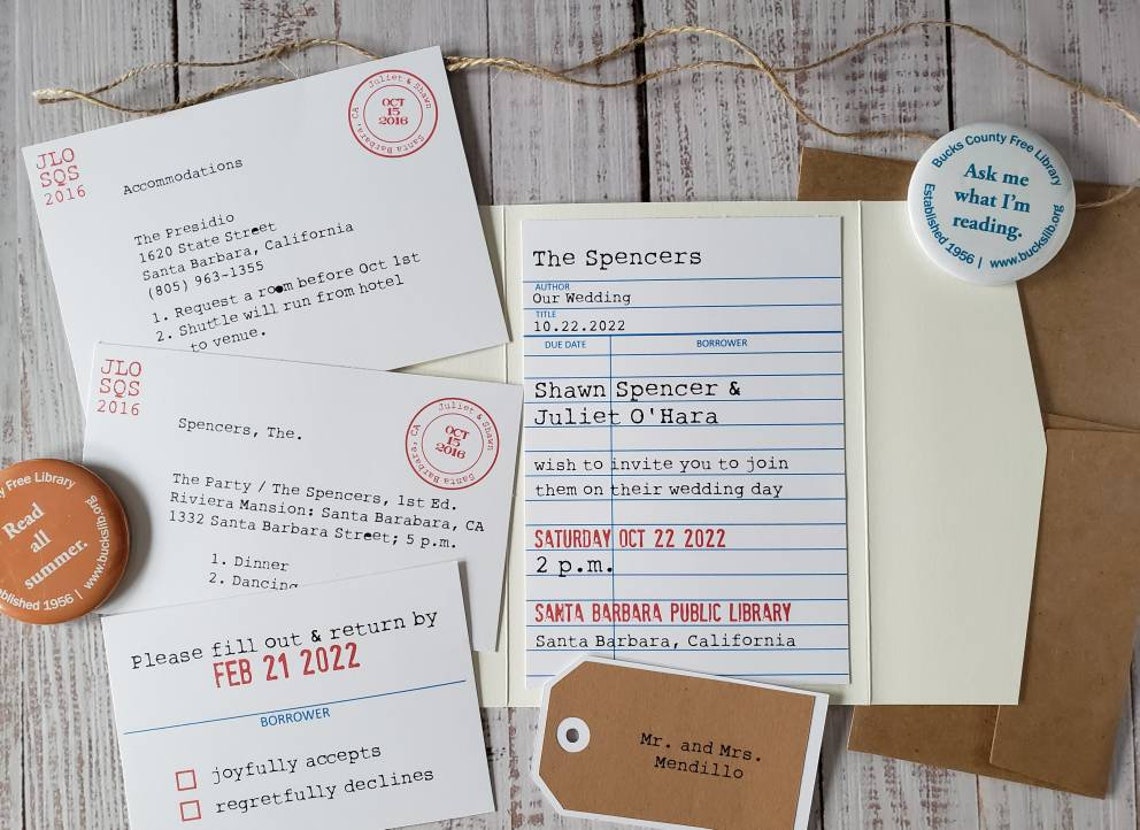 JLO
SQS
2016
Juliet & Shawn
OCT
15
2016
Santa Barbara, CA
Accommodations
The Presidio
1620 State Street
Santa Barbara, California
(805) 963-1355
1. Request a room before Oct 1st
2. Shuttle will run from hotel
to venue.
JLO
SQS
2016
Juliet & Shawn
OCT
15
2016
Santa Barbara, CA
Spencers, The.
The Party / The Spencers, 1st Ed.
Riviera Mansion: Santa Barabara, CA
1332 Santa Barbara Street; 5 p.m.
1. Dinner
2. Dancing
Please fill out & return by
FEB 21 2022
BORROWER
joyfully accepts
regretfully declines
The Spencers
AUTHOR
Our Wedding
TITLE
10.22.2022
DUE DATE BORROWER
Shawn Spencer &
Juliet O'Hara
wish to invite you to join
them on their wedding day
SATURDAY OCT 22 2022
2 p.m.
SANTA BARBARA PUBLIC LIBRARY
Santa Barbara, California
Mr. and Mrs.
Mendillo
Bucks County Free Library
Ask me
what I'm
reading.
Established 1956 | www.buckslib.org
Free Library
Read
all
summer.
1956 | www.buckslib.org